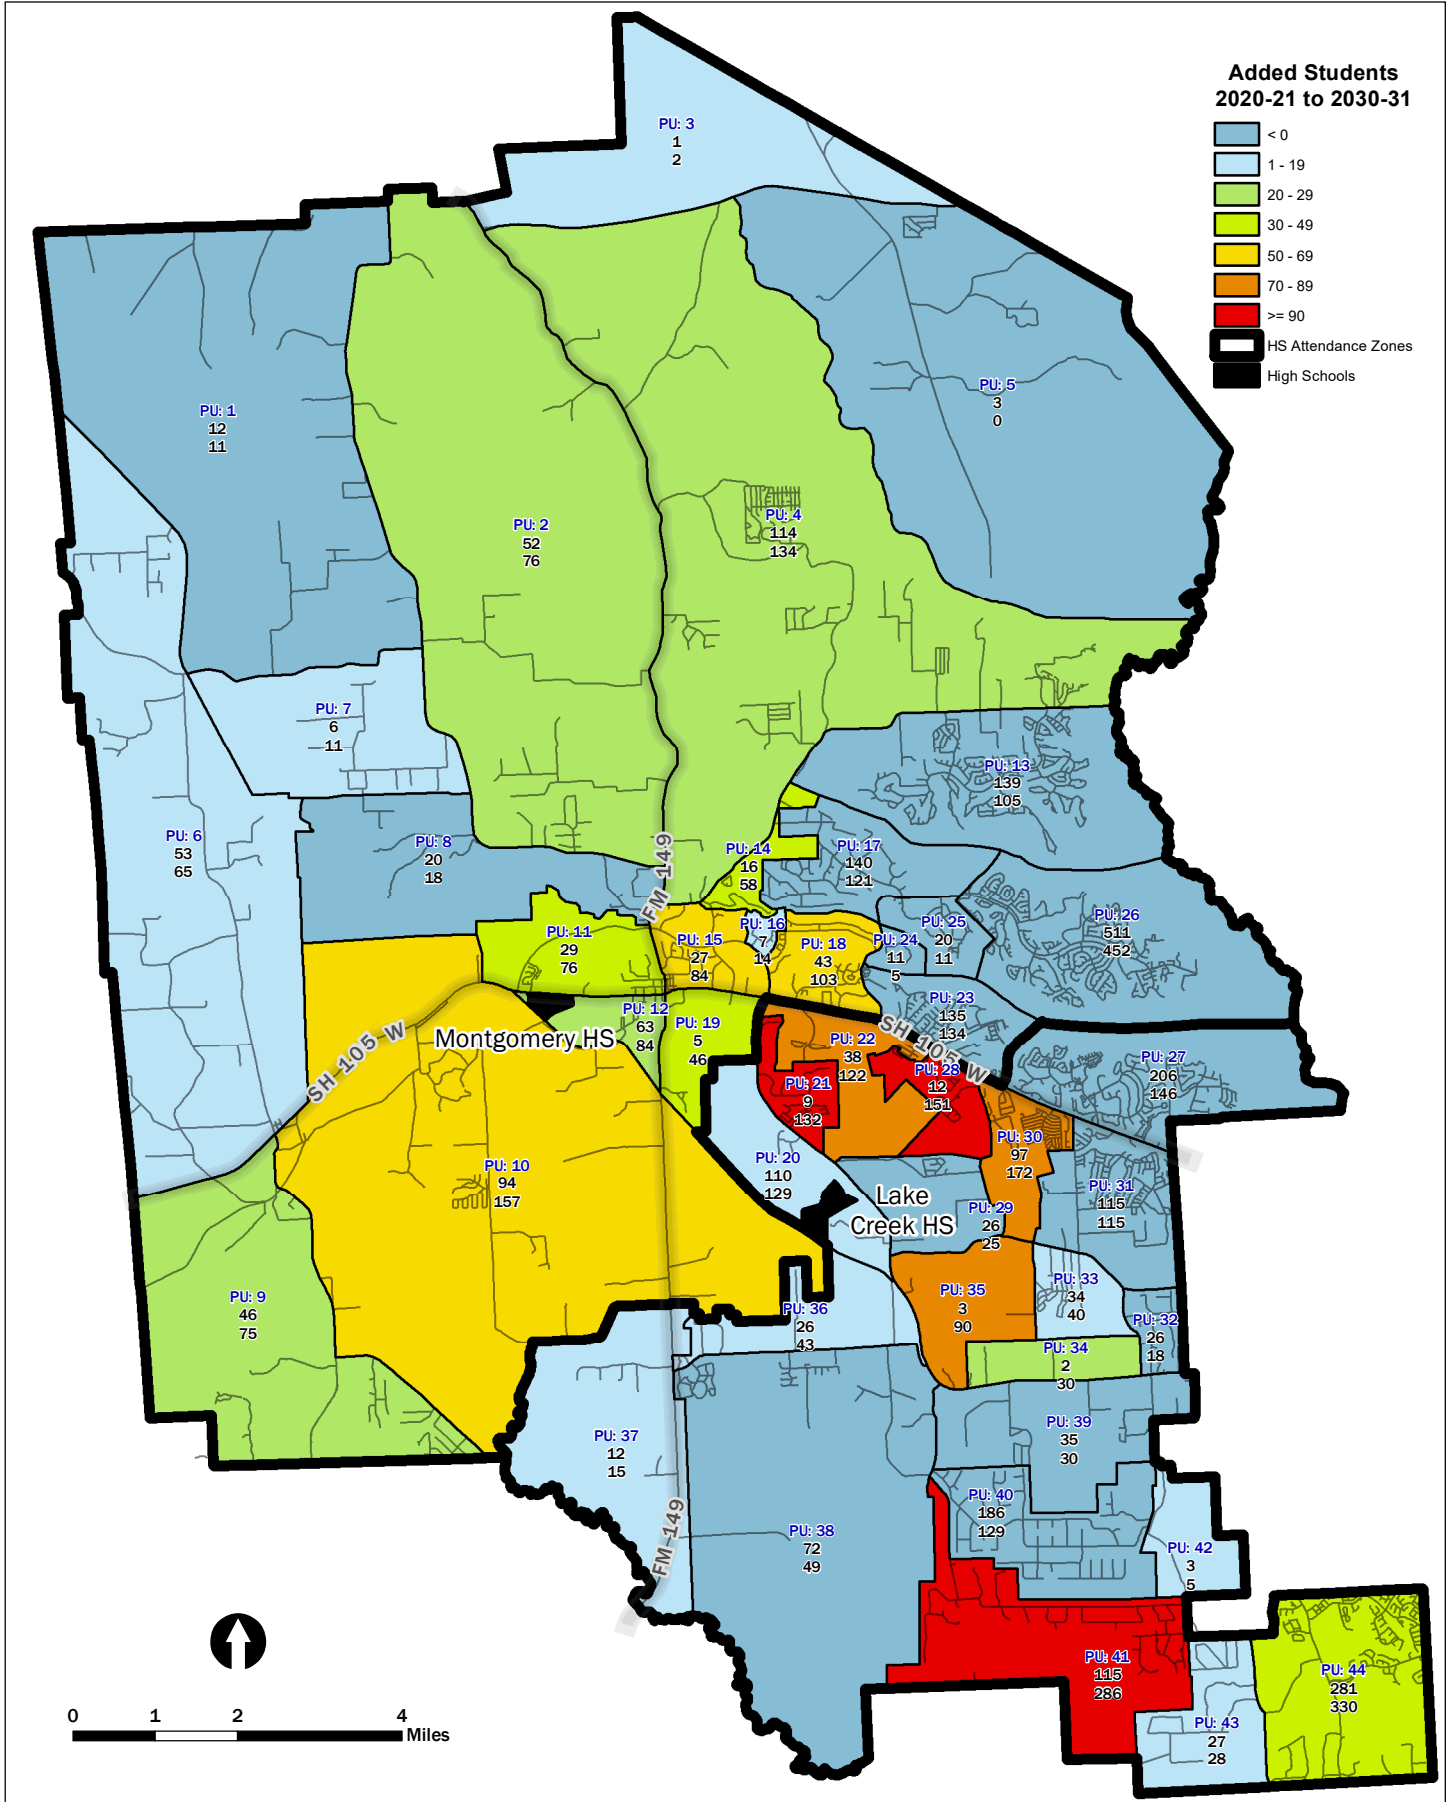 Added Students
2020-21 to 2030-31
< 0
1 - 19
20 - 29
30 - 49
50 - 69
70 - 89
>= 90
HS Attendance Zones
High Schools
PU: 3
1
2
PU: 1
12
11
PU: 2
52
76
PU: 4
114
134
PU: 5
3
0
PU: 7
6
11
PU: 6
53
65
PU: 8
20
18
PU: 13
139
105
PU: 14
16
58
PU: 17
140
121
FM 149
PU: 11
29
76
PU: 15
27
84
PU: 16
7
14
PU: 18
43
103
PU: 24
11
5
PU: 25
20
11
PU: 26
511
452
PU: 23
135
134
PU: 12
63
84
PU: 19
5
46
Montgomery HS
SH 105 W
SH 105 W
PU: 22
38
122
PU: 21
9
132
PU: 28
12
151
PU: 27
206
146
PU: 30
97
172
PU: 20
110
129
PU: 10
94
157
Lake
Creek HS
PU: 29
26
25
PU: 31
115
115
PU: 9
46
75
PU: 36
26
43
PU: 35
3
90
PU: 33
34
40
PU: 32
26
18
PU: 34
2
30
PU: 37
12
15
PU: 39
35
30
PU: 38
72
49
PU: 40
186
129
PU: 42
3
5
FM 149
PU: 41
115
286
PU: 43
27
28
PU: 44
281
330
0 1 2 4
Miles